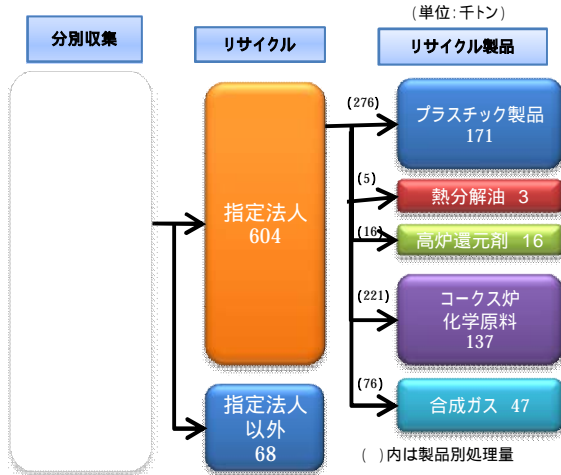 (単位:千トン)
分別収集
リサイクル
リサイクル製品
指定法人
604
指定法人
以外
68
(276)
プラスチック製品
171
(5)
熱分解油 3
(16)
高炉還元剤 16
(221)
コークス炉
化学原料
137
(76)
合成ガス 47
( )内は製品別処理量